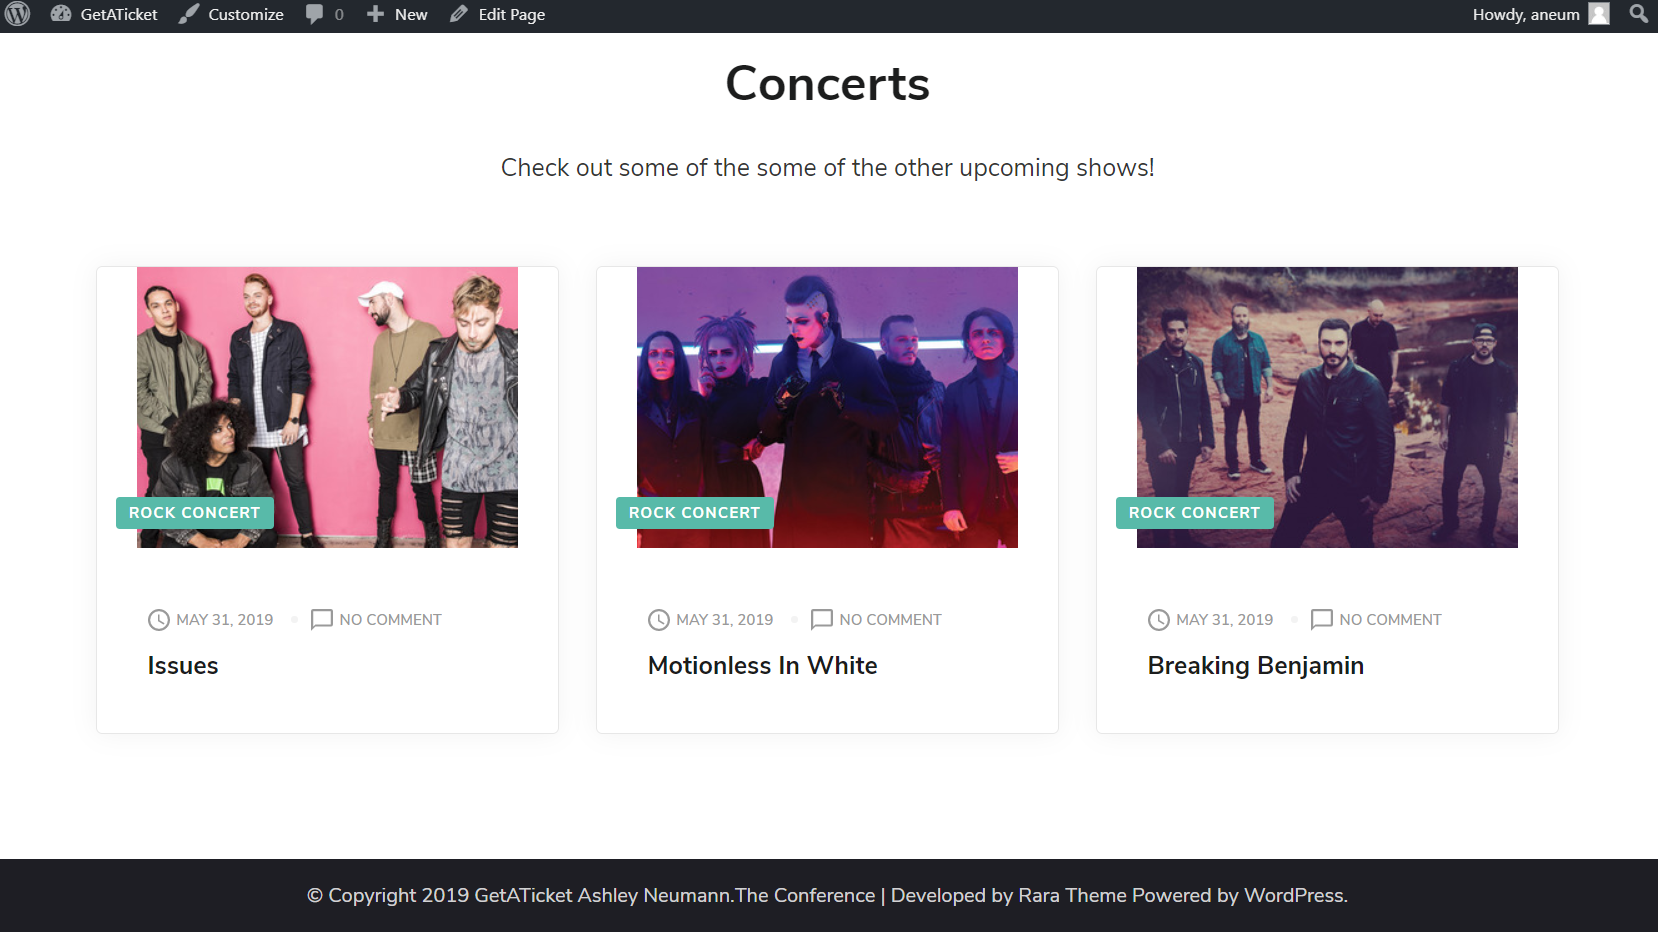 GetATicket Customize 0 New Edit Page Howdy, aneum
Concerts
Check out some of the some of the other upcoming shows!
ROCK CONCERT
MAY 31, 2019 NO COMMENT
Issues
ROCK CONCERT
MAY 31, 2019 NO COMMENT
Motionless In White
ROCK CONCERT
MAY 31, 2019 NO COMMENT
Breaking Benjamin
© Copyright 2019 GetATicket Ashley Neumann.The Conference | Developed by Rara Theme Powered by WordPress.